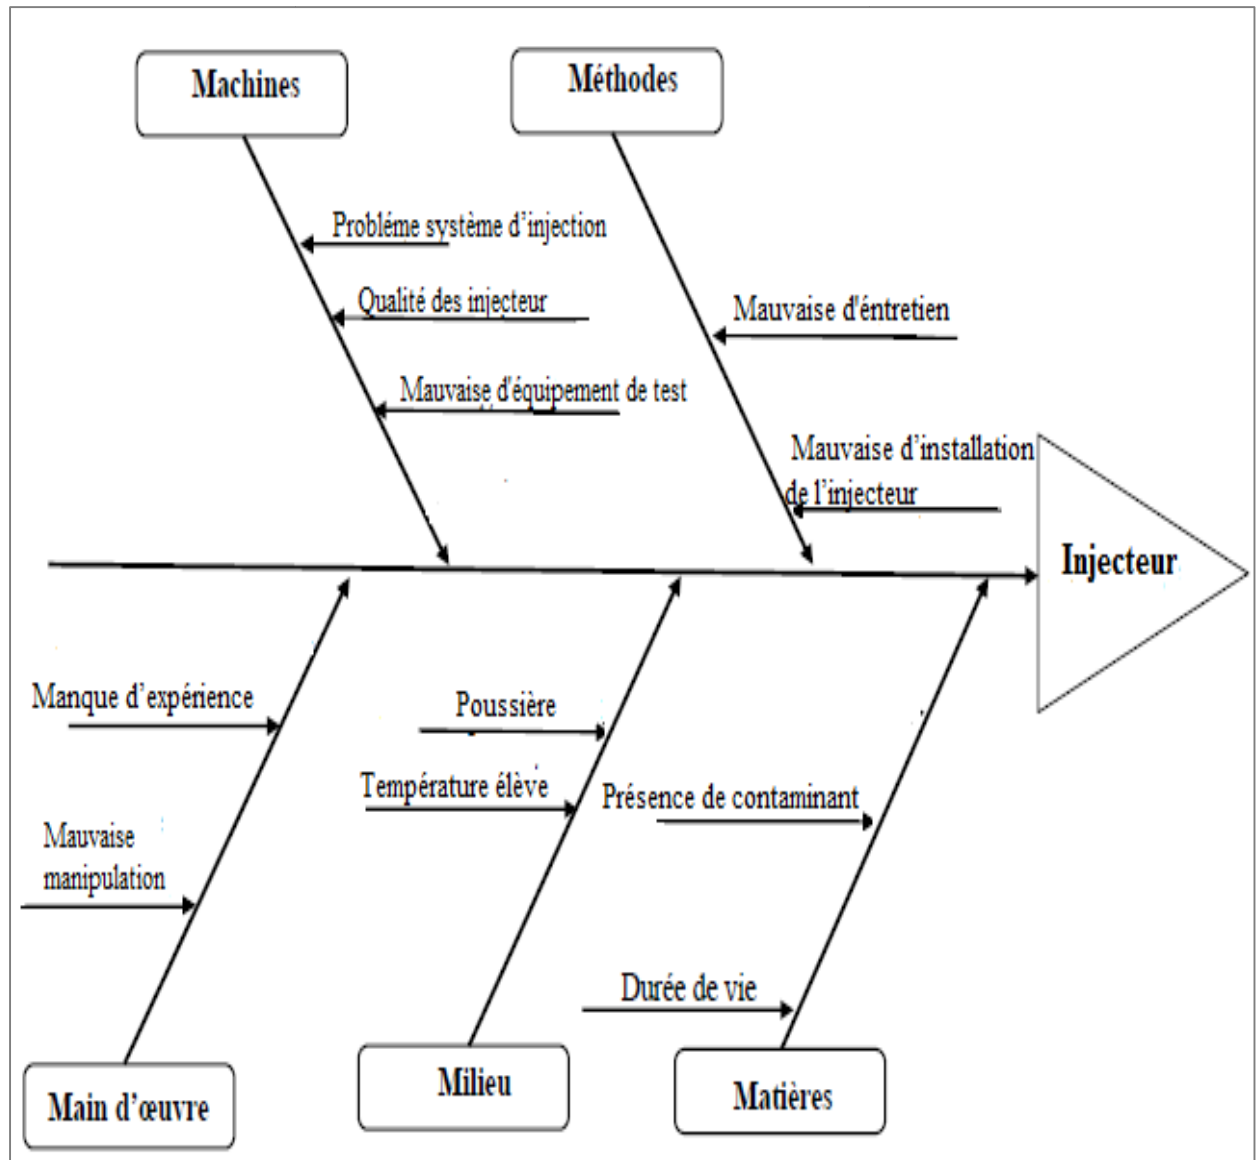 Machines
Méthodes
Probléme système d’injection
Qualité des injecteur
Mauvaise d'équipement de test
Mauvaise d'éntretien
Mauvaise d’installation
de l’injecteur
Injecteur
Manque d’expérience
Mauvaise
manipulation
Poussière
Température élève
Présence de contaminant
Durée de vie
Main d’œuvre
Milieu
Matières